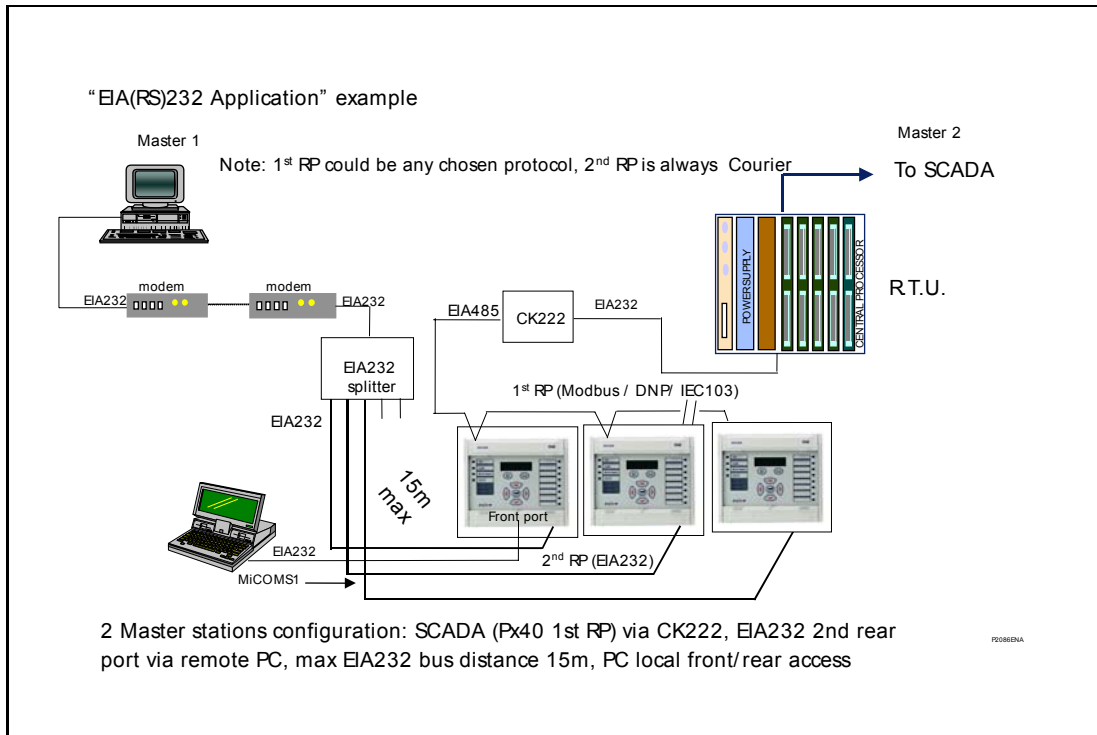 “EIA(RS)232 Application” example
Master 1
Master 2
Note: 1st RP could be any chosen protocol, 2nd RP is always Courier
To SCADA
POWER SUPPLY
CENTRAL PROCESSOR
R.T.U.
EIA232
modem
modem
EIA232
EIA485
CK222
EIA232
EIA232
splitter
1st RP (Modbus / DNP/ IEC103)
EIA232
15m
max
Front port
EIA232
2nd RP (EIA232)
MiCOMS1
2 Master stations configuration: SCADA (Px40 1st RP) via CK222, EIA232 2nd rear
port via remote PC, max EIA232 bus distance 15m, PC local front/rear access
P2086ENA